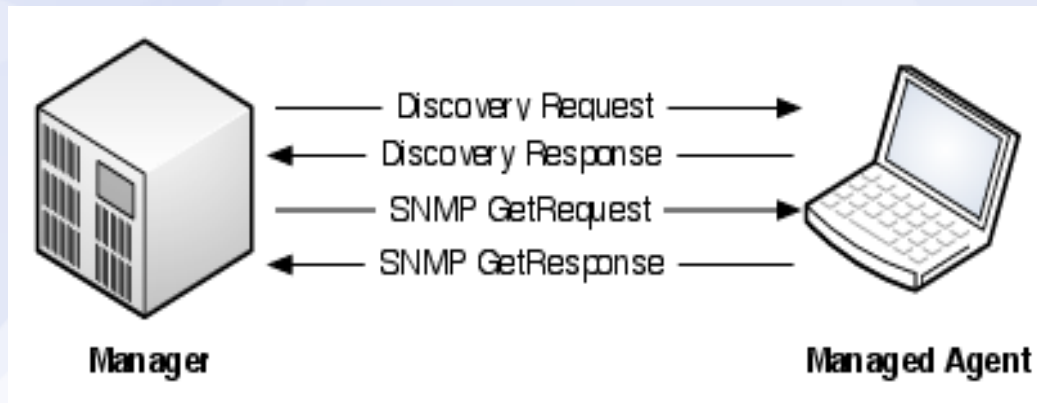 Discovery Request
Discovery Response
SNMP GetRequest
SNMP GetResponse
Manager
Managed Agent